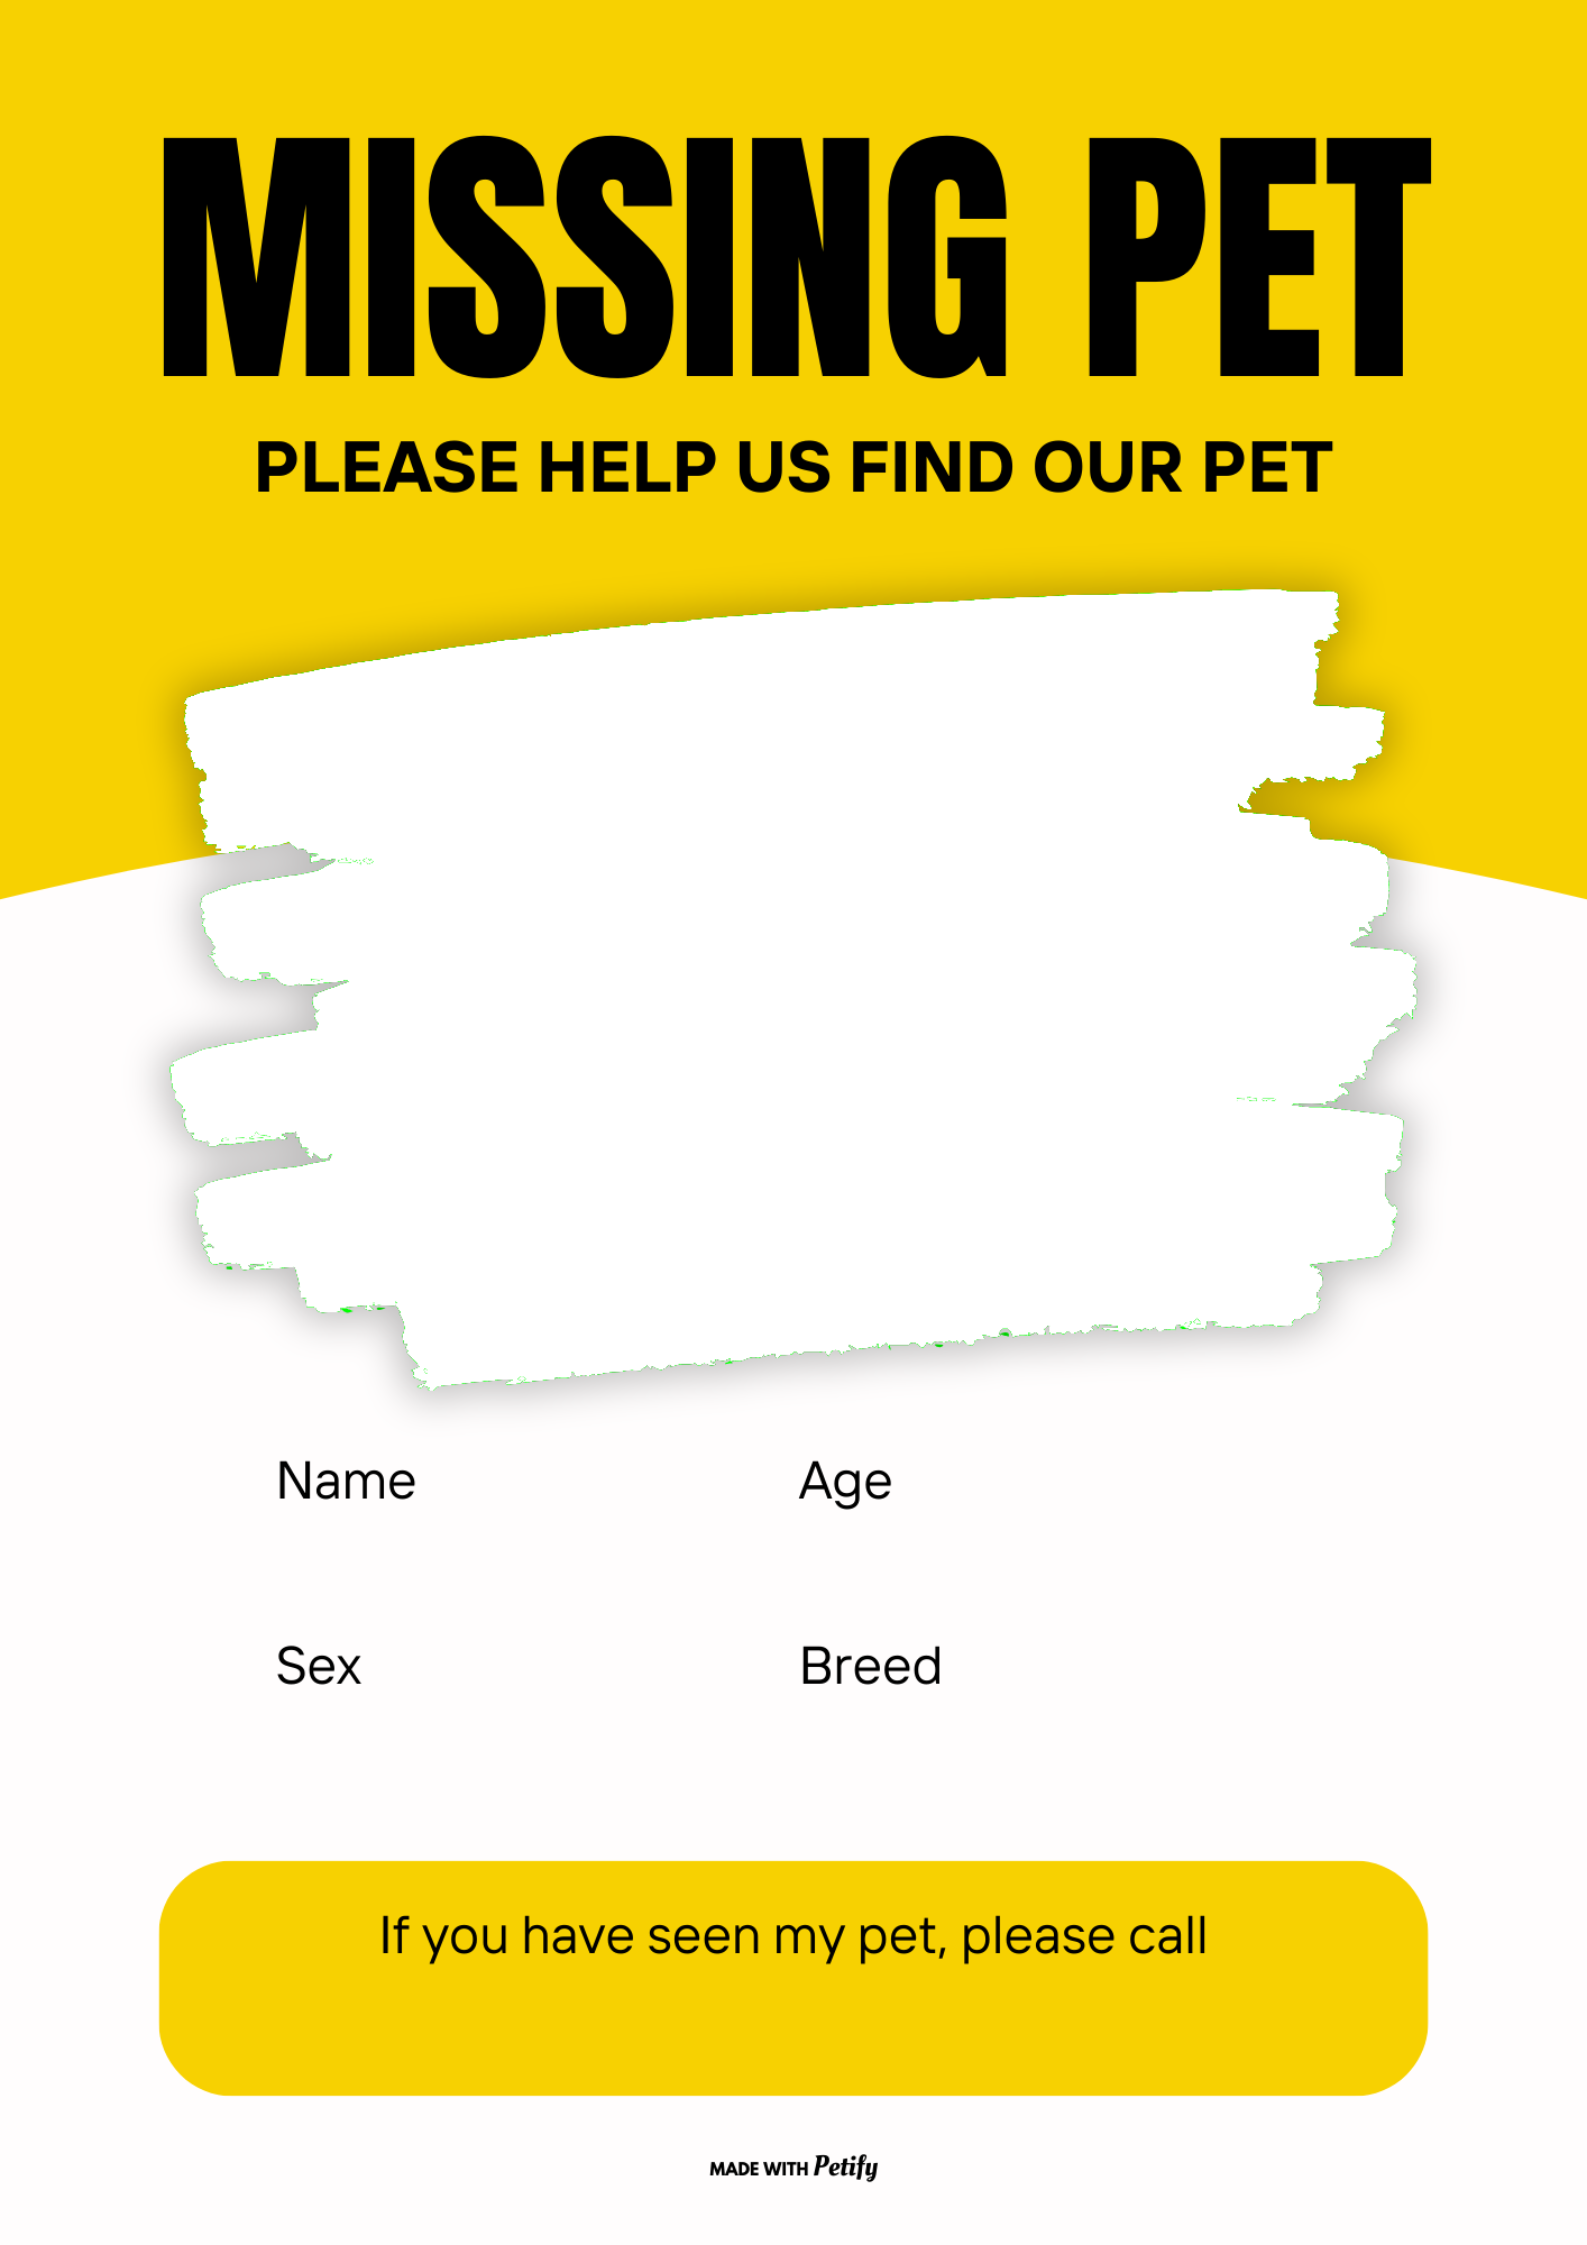 MISSING PET
PLEASE HELP US FIND OUR PET
Name Age
Sex Breed
If you have seen my pet, please call
MADE WITH Petify